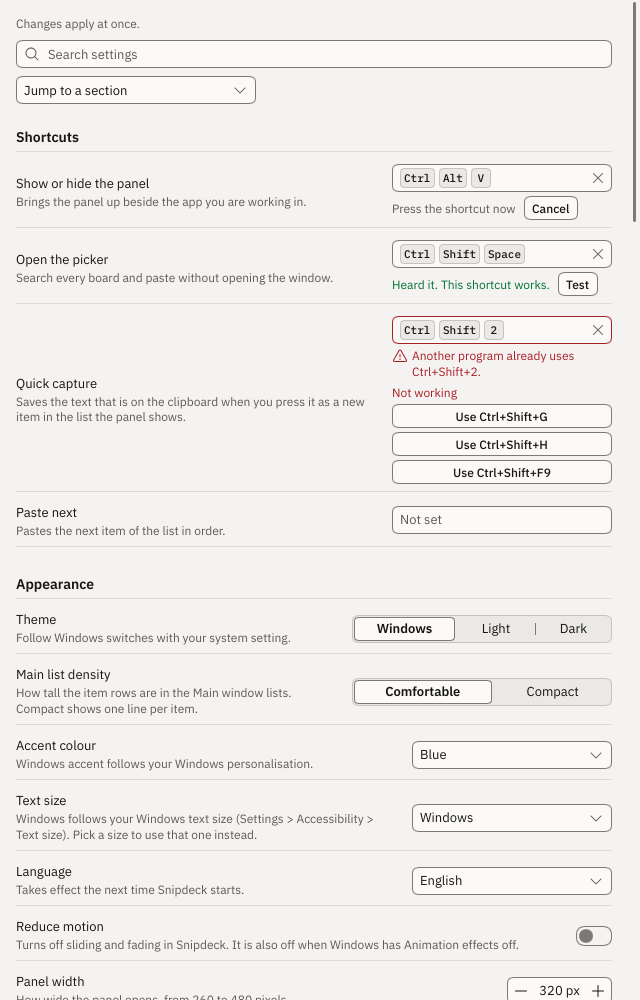 Changes apply at once.
Search settings
Jump to a section
Shortcuts
Show or hide the panel
Brings the panel up beside the app you are working in.
Ctrl Alt V
Press the shortcut now Cancel
Open the picker
Search every board and paste without opening the window.
Ctrl Shift Space
Heard it. This shortcut works. Test
Quick capture
Saves the text that is on the clipboard when you press it as a new
item in the list the panel shows.
Ctrl Shift 2
Another program already uses
Ctrl+Shift+2.
Not working
Use Ctrl+Shift+G
Use Ctrl+Shift+H
Use Ctrl+Shift+F9
Paste next
Pastes the next item of the list in order.
Not set
Appearance
Theme
Follow Windows switches with your system setting.
Windows Light Dark
Main list density
How tall the item rows are in the Main window lists.
Compact shows one line per item.
Comfortable Compact
Accent colour
Windows accent follows your Windows personalisation.
Blue
Text size
Windows follows your Windows text size (Settings > Accessibility >
Text size). Pick a size to use that one instead.
Windows
Language
Takes effect the next time Snipdeck starts.
English
Reduce motion
Turns off sliding and fading in Snipdeck. It is also off when Windows has Animation effects off.
Panel width
How wide the panel opens, from 260 to 480 pixels.
320 px